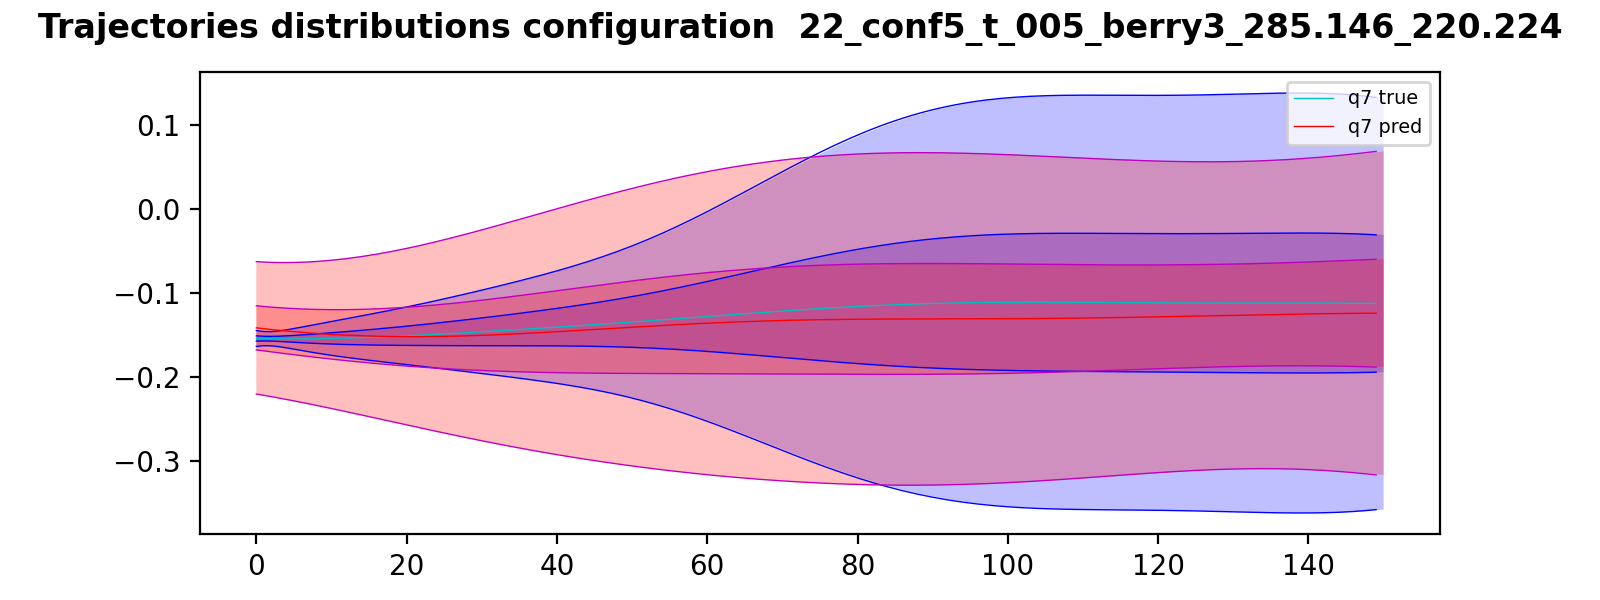 Trajectories distributions configuration  22_conf5_t_005_berry3_285.146_220.224
q7 true
q7 pred
0.1
0.0
−0.1
−0.2
−0.3
0 20 40 60 80 100 120 140